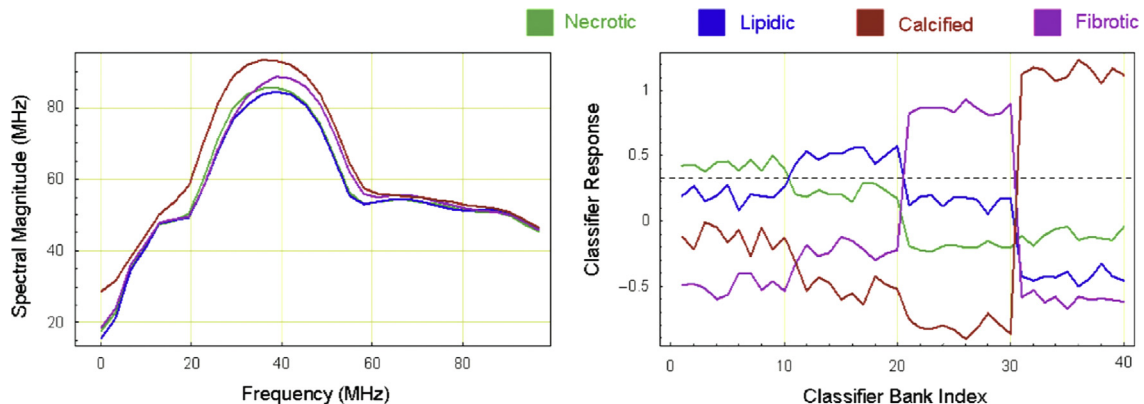 Necrotic Lipidic Calcified Fibrotic
Spectral Magnitude (MHz)
80
60
40
20
0 20 40 60 80
Frequency (MHz)
Classifier Response
1
0.5
0
−0.5
0 10 20 30 40
Classifier Bank Index